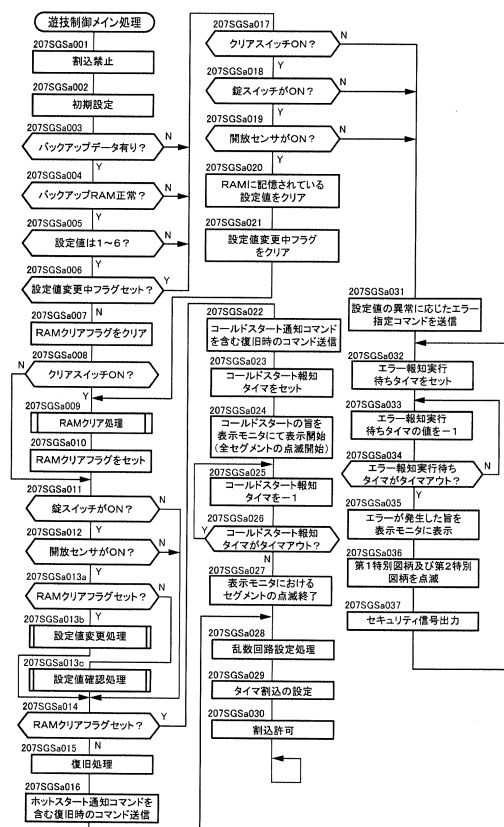 遊技制御メイン処理
207SGSa001
割込禁止
207SGSa002
初期設定
207SGSa003
バックアップデータ有り？
N
Y
207SGSa004
バックアップRAM正常？
N
Y
207SGSa005
設定値は1～6？
N
Y
207SGSa006
設定値変更中フラグセット？
Y
N
207SGSa007
RAMクリアフラグをクリア
207SGSa008
クリアスイッチON？
N
Y
207SGSa009
RAMクリア処理
207SGSa010
RAMクリアフラグをセット
207SGSa011
錠スイッチがON？
N
Y
207SGSa012
開放センサがON？
N
Y
207SGSa013a
RAMクリアフラグセット？
N
Y
207SGSa013b
設定値変更処理
207SGSa013c
設定値確認処理
207SGSa014
RAMクリアフラグセット？
Y
N
207SGSa015
復旧処理
207SGSa016
ホットスタート通知コマンドを
含む復旧時のコマンド送信
207SGSa017
クリアスイッチON？
N
Y
207SGSa018
錠スイッチがON？
N
Y
207SGSa019
開放センサがON？
N
Y
207SGSa020
RAMに記憶されている
設定値をクリア
207SGSa021
設定値変更中フラグ
をクリア
207SGSa022
コールドスタート通知コマンド
を含む復旧時のコマンド送信
207SGSa023
コールドスタート報知
タイマをセット
207SGSa024
コールドスタートの旨を
表示モニタにて表示開始
(全セグメントの点滅開始)
207SGSa025
コールドスタート報知
タイマを－1
207SGSa026
コールドスタート報知
タイマがタイマアウト？
Y
N
207SGSa027
表示モニタにおける
セグメントの点滅終了
207SGSa028
乱数回路設定処理
207SGSa029
タイマ割込の設定
207SGSa030
割込許可
207SGSa031
設定値の異常に応じたエラー
指定コマンドを送信
207SGSa032
エラー報知実行
待ちタイマをセット
207SGSa033
エラー報知実行
待ちタイマの値を－1
207SGSa034
エラー報知実行待ち
タイマがタイマアウト？
N
Y
207SGSa035
エラーが発生した旨を
表示モニタに表示
207SGSa036
第1特別図柄及び第2特別
図柄を点滅
207SGSa037
セキュリティ信号出力